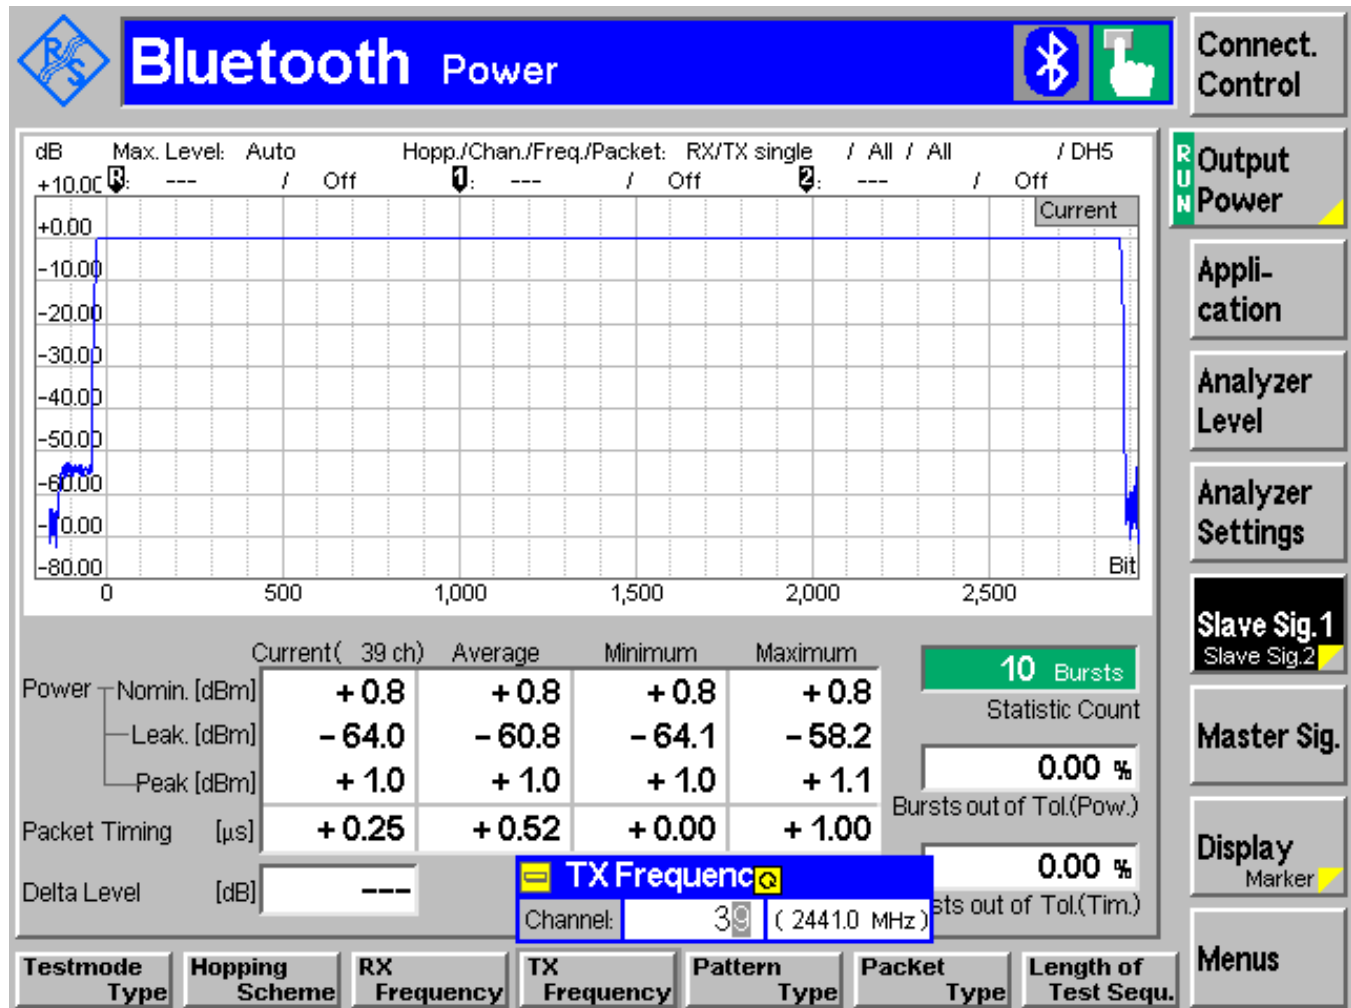 R S
Bluetooth Power
Connect. Control
dB Max. Level: Auto Hopp./Chan./Freq./Packet: RX/TX single / All / All / DH5
+10.00 R: --- / Off 1: --- / Off 2: --- / Off
Current
+0.00
-10.00
-20.00
-30.00
-40.00
-50.00
-60.00
-70.00
-80.00
Bit
0 500 1,000 1,500 2,000 2,500
Current( 39 ch) Average Minimum Maximum
Power Nomin. [dBm] +0.8 +0.8 +0.8 +0.8
Leak. [dBm] -64.0 -60.8 -64.1 -58.2
Peak [dBm] +1.0 +1.0 +1.0 +1.1
Packet Timing [µs] +0.25 +0.52 +0.00 +1.00
Delta Level [dB] ---
10 Bursts
Statistic Count
0.00 %
Bursts out of Tol.(Pow.)
0.00 %
sts out of Tol.(Tim.)
TX Frequenc
Channel: 39 ( 2441.0 MHz )
RUN
Output Power
Appli-
cation
Analyzer Level
Analyzer Settings
Slave Sig.1
Slave Sig.2
Master Sig.
Display
Marker
Menus
Testmode Type
Hopping Scheme
RX Frequency
TX Frequency
Pattern Type
Packet Type
Length of Test Sequ.